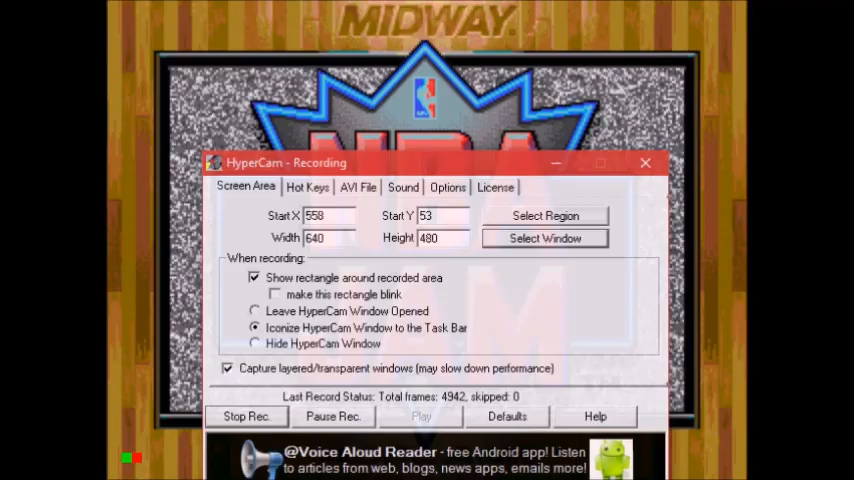 MIDWAY
NBA
JAM
HyperCam - Recording
Screen Area Hot Keys AVI File Sound Options License
Start X 558 Start Y 53 Select Region
Width 640 Height 480 Select Window
When recording:
Show rectangle around recorded area
make this rectangle blink
Leave HyperCam Window Opened
Iconize HyperCam Window to the Task Bar
Hide HyperCam Window
Capture layered/transparent windows (may slow down performance)
Last Record Status: Total frames: 4942, skipped: 0
Stop Rec. Pause Rec. Play Defaults Help
@Voice Aloud Reader - free Android app! Listen
to articles from web, blogs, news apps, emails more!